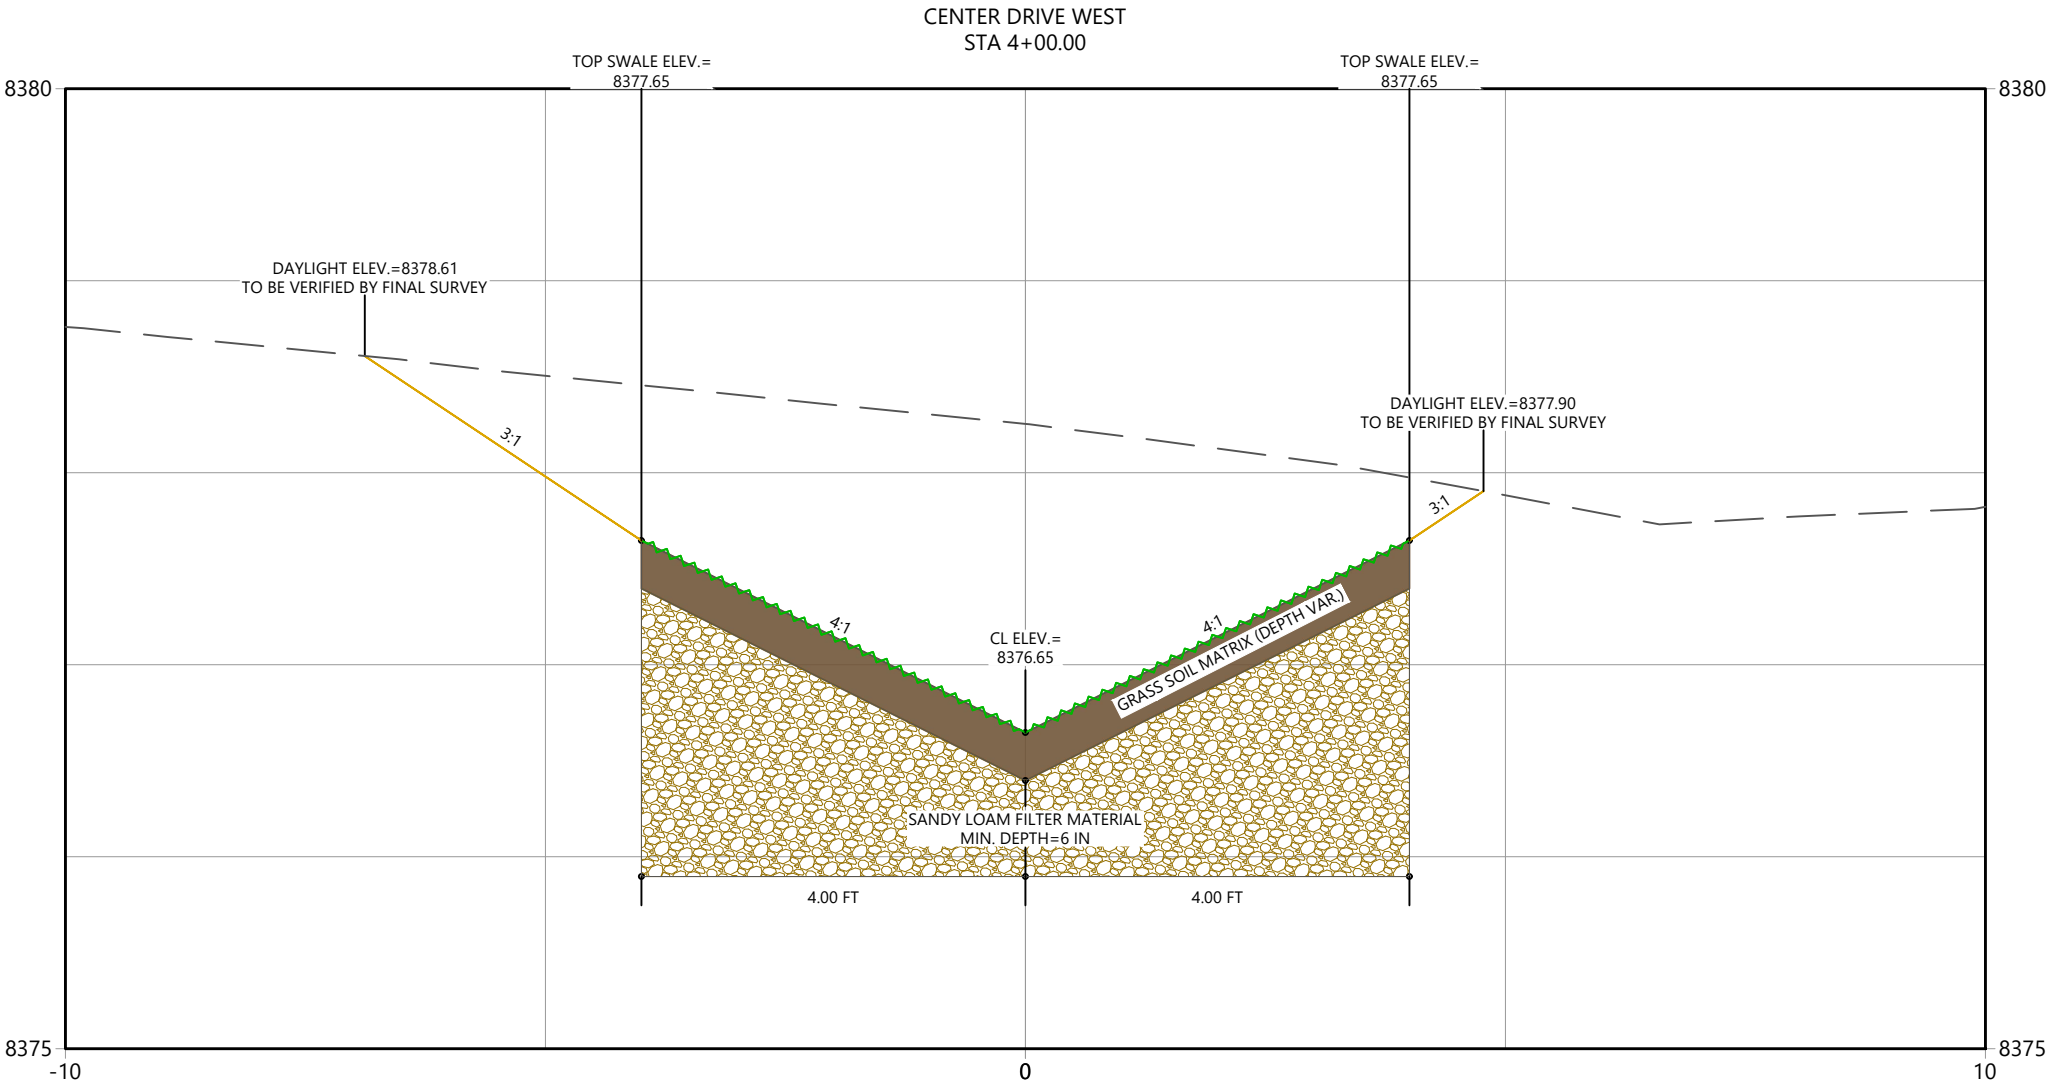 CENTER DRIVE WEST
STA 4+00.00
TOP SWALE ELEV.=
8377.65
TOP SWALE ELEV.=
8377.65
8380
8380
DAYLIGHT ELEV.=8378.61
TO BE VERIFIED BY FINAL SURVEY
DAYLIGHT ELEV.=8377.90
TO BE VERIFIED BY FINAL SURVEY
3:1
3:1
4:1
4:1
CL ELEV.=
8376.65
GRASS SOIL MATRIX (DEPTH VAR.)
SANDY LOAM FILTER MATERIAL
MIN. DEPTH=6 IN
4.00 FT
4.00 FT
8375
8375
-10
0
10